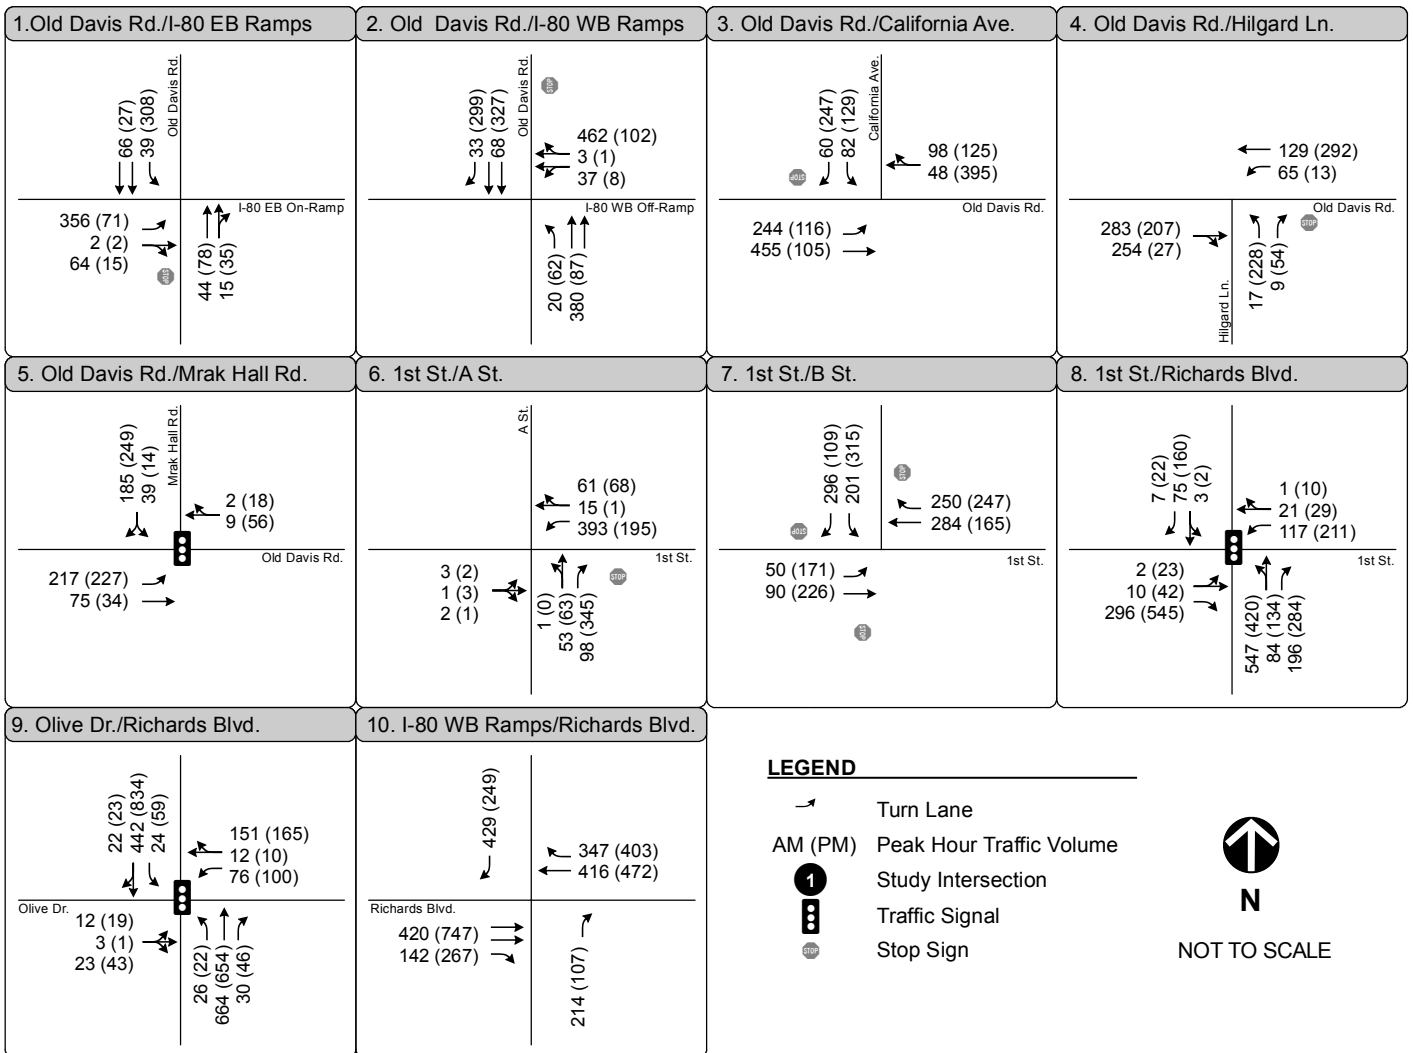 1.Old Davis Rd./I-80 EB Ramps
66 (27)
39 (308)
Old Davis Rd.
I-80 EB On-Ramp
356 (71)
2 (2)
64 (15)
STOP
44 (78)
15 (35)
2. Old Davis Rd./I-80 WB Ramps
33 (299)
68 (327)
Old Davis Rd.
STOP
462 (102)
3 (1)
37 (8)
I-80 WB Off-Ramp
20 (62)
380 (87)
3. Old Davis Rd./California Ave.
STOP
60 (247)
82 (129)
California Ave.
98 (125)
48 (395)
Old Davis Rd.
244 (116)
455 (105)
4. Old Davis Rd./Hilgard Ln.
129 (292)
65 (13)
Old Davis Rd.
283 (207)
254 (27)
Hilgard Ln.
17 (228)
9 (54)
STOP
5. Old Davis Rd./Mrak Hall Rd.
185 (249)
39 (14)
Mrak Hall Rd.
2 (18)
9 (56)
Old Davis Rd.
217 (227)
75 (34)
6. 1st St./A St.
A St.
61 (68)
15 (1)
393 (195)
1st St.
3 (2)
1 (3)
2 (1)
1 (0)
53 (63)
98 (345)
STOP
7. 1st St./B St.
STOP
296 (109)
201 (315)
STOP
250 (247)
284 (165)
1st St.
50 (171)
90 (226)
STOP
8. 1st St./Richards Blvd.
7 (22)
75 (160)
3 (2)
1 (10)
21 (29)
117 (211)
1st St.
2 (23)
10 (42)
296 (545)
547 (420)
84 (134)
196 (284)
9. Olive Dr./Richards Blvd.
22 (23)
442 (834)
24 (59)
151 (165)
12 (10)
76 (100)
Olive Dr.
12 (19)
3 (1)
23 (43)
26 (22)
664 (654)
30 (46)
10. I-80 WB Ramps/Richards Blvd.
429 (249)
347 (403)
416 (472)
Richards Blvd.
420 (747)
142 (267)
214 (107)
LEGEND
Turn Lane
AM (PM) Peak Hour Traffic Volume
1 Study Intersection
Traffic Signal
STOP Stop Sign
N
NOT TO SCALE